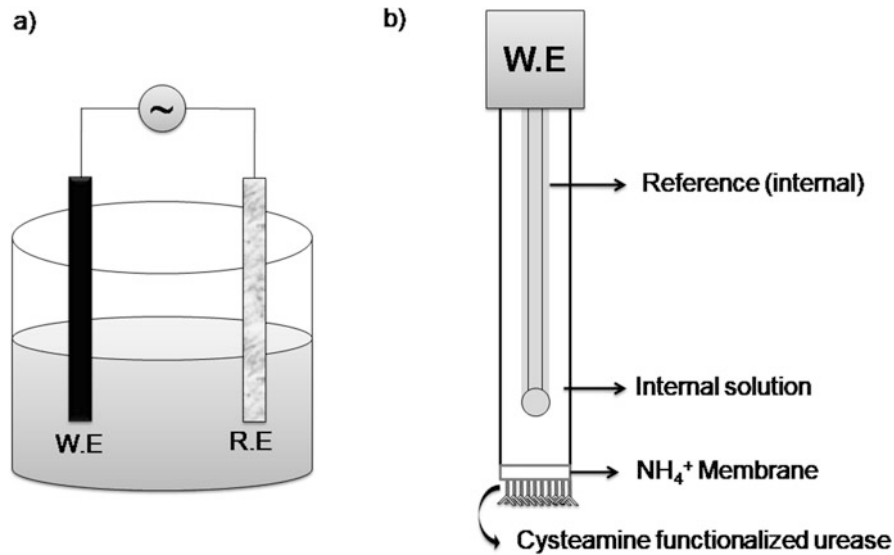 a)
~
W.E
R.E
b)
W.E
Reference (internal)
Internal solution
NH₄⁺ Membrane
Cysteamine functionalized urease